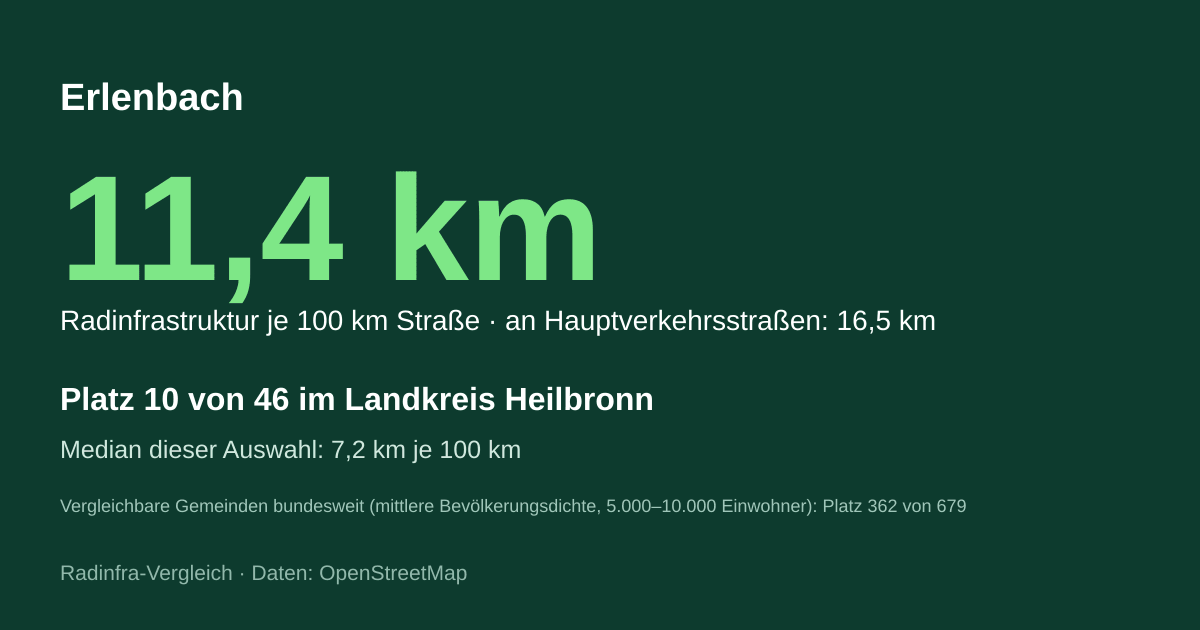 Erlenbach
11,4 km
Radinfrastruktur je 100 km Straße · an Hauptverkehrsstraßen: 16,5 km
Platz 10 von 46 im Landkreis Heilbronn
Median dieser Auswahl: 7,2 km je 100 km
Vergleichbare Gemeinden bundesweit (mittlere Bevölkerungsdichte, 5.000–10.000 Einwohner): Platz 362 von 679
Radinfra-Vergleich · Daten: OpenStreetMap